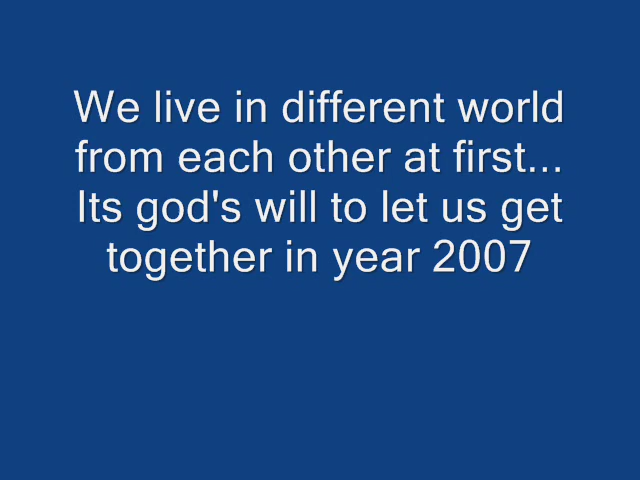 We live in different world
from each other at first...
Its god's will to let us get
together in year 2007